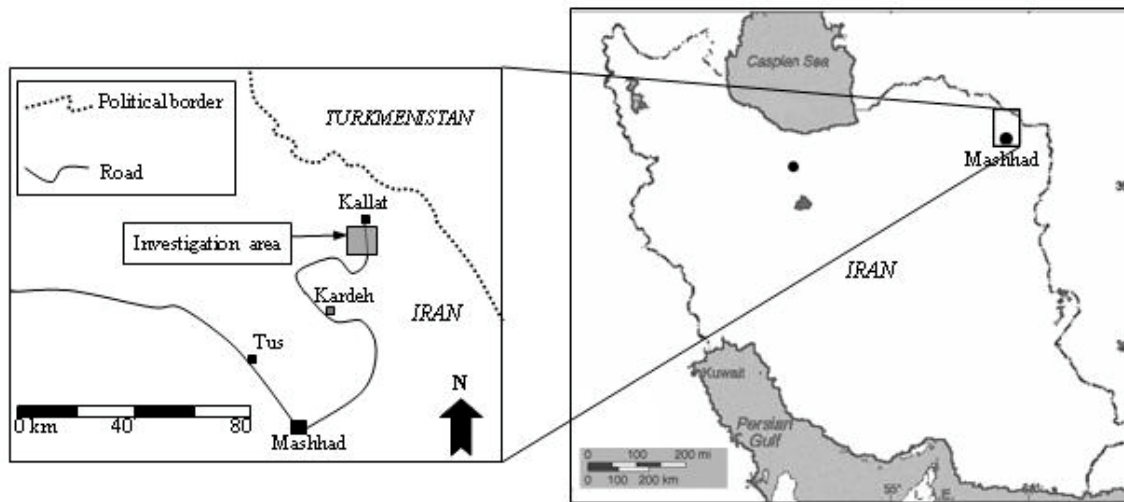 Political border
Road
TURKMENISTAN
Kallat
Investigation area
Kardeh
IRAN
Tus
N
0 km 40 80
Mashhad
Caspian Sea
Mashhad
IRAN
Kuwait
Persian
Gulf
0 100 200 mi
0 100 200 km
55